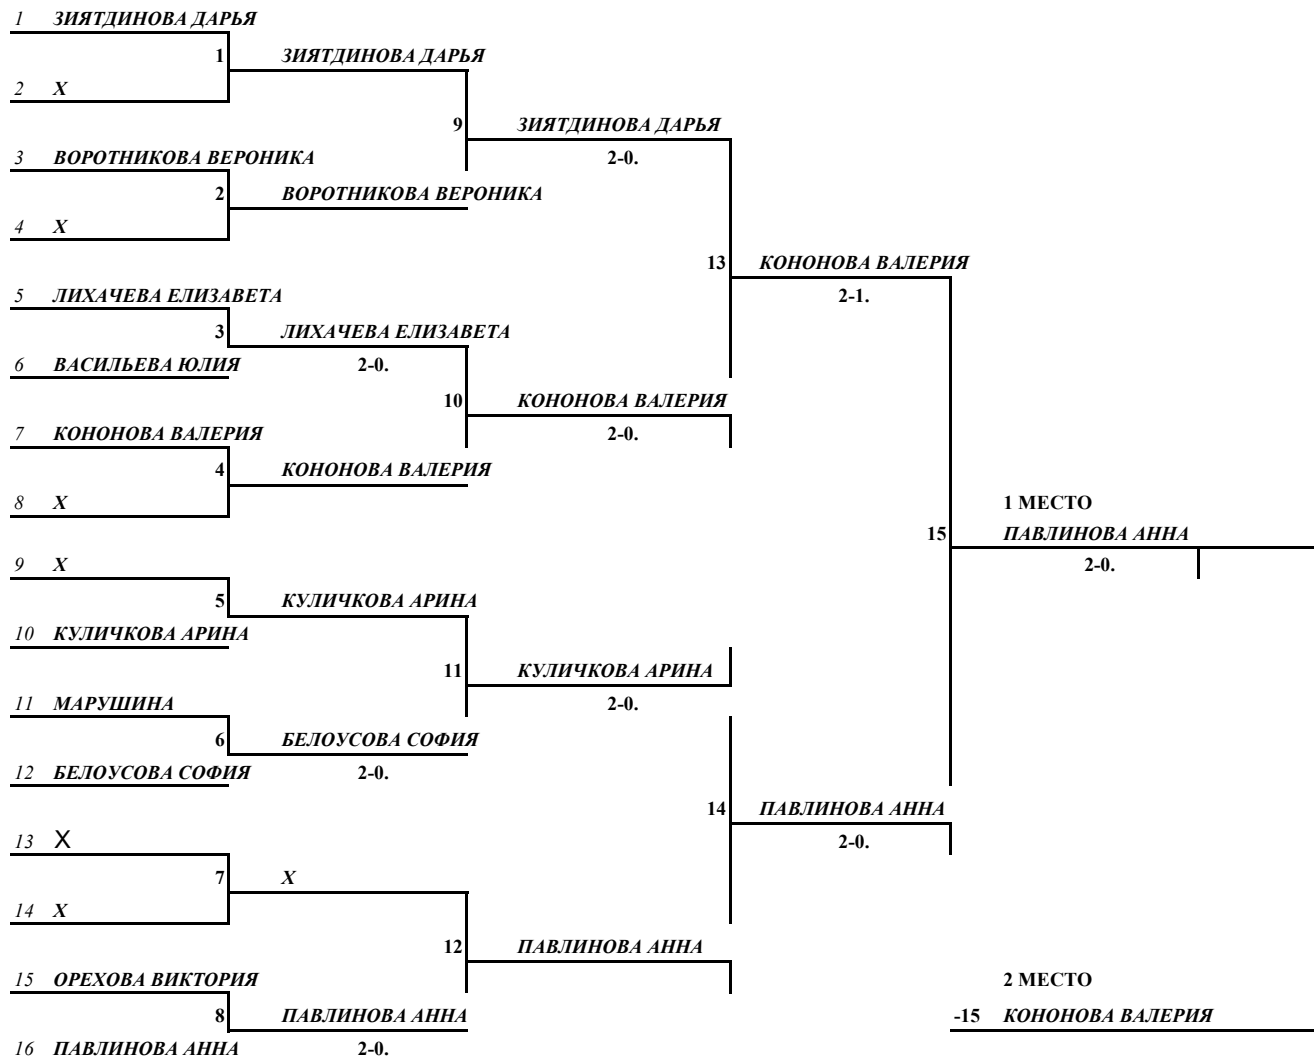 1 ЗИЯТДИНОВА ДАРЬЯ
1 ЗИЯТДИНОВА ДАРЬЯ
2 Х
9 ЗИЯТДИНОВА ДАРЬЯ
2-0.
3 ВОРОТНИКОВА ВЕРОНИКА
2 ВОРОТНИКОВА ВЕРОНИКА
4 Х
13 КОНОНОВА ВАЛЕРИЯ
2-1.
5 ЛИХАЧЕВА ЕЛИЗАВЕТА
3 ЛИХАЧЕВА ЕЛИЗАВЕТА
6 ВАСИЛЬЕВА ЮЛИЯ 2-0.
10 КОНОНОВА ВАЛЕРИЯ
7 КОНОНОВА ВАЛЕРИЯ 2-0.
4 КОНОНОВА ВАЛЕРИЯ
8 Х 1 МЕСТО
15 ПАВЛИНОВА АННА
9 Х 2-0.
5 КУЛИЧКОВА АРИНА
10 КУЛИЧКОВА АРИНА
11 КУЛИЧКОВА АРИНА
11 МАРУШИНА 2-0.
6 БЕЛОУСОВА СОФИЯ
12 БЕЛОУСОВА СОФИЯ 2-0.
14 ПАВЛИНОВА АННА
13 Х 2-0.
7 Х
14 Х
12 ПАВЛИНОВА АННА
15 ОРЕХОВА ВИКТОРИЯ 2 МЕСТО
8 ПАВЛИНОВА АННА -15 КОНОНОВА ВАЛЕРИЯ
16 ПАВЛИНОВА АННА 2-0.